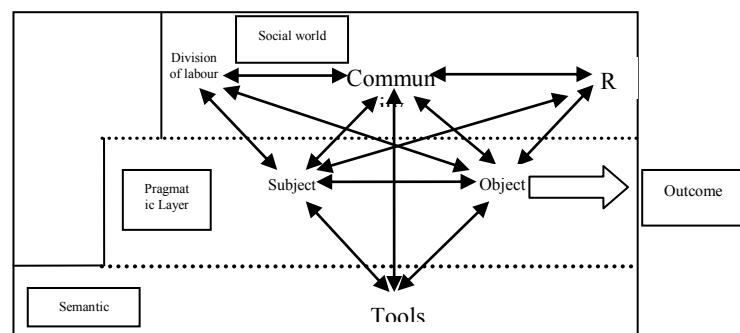 Social world
Division
of labour
Commun
R
Pragmat
ic Layer
Subject
Object
Outcome
Semantic
Tools